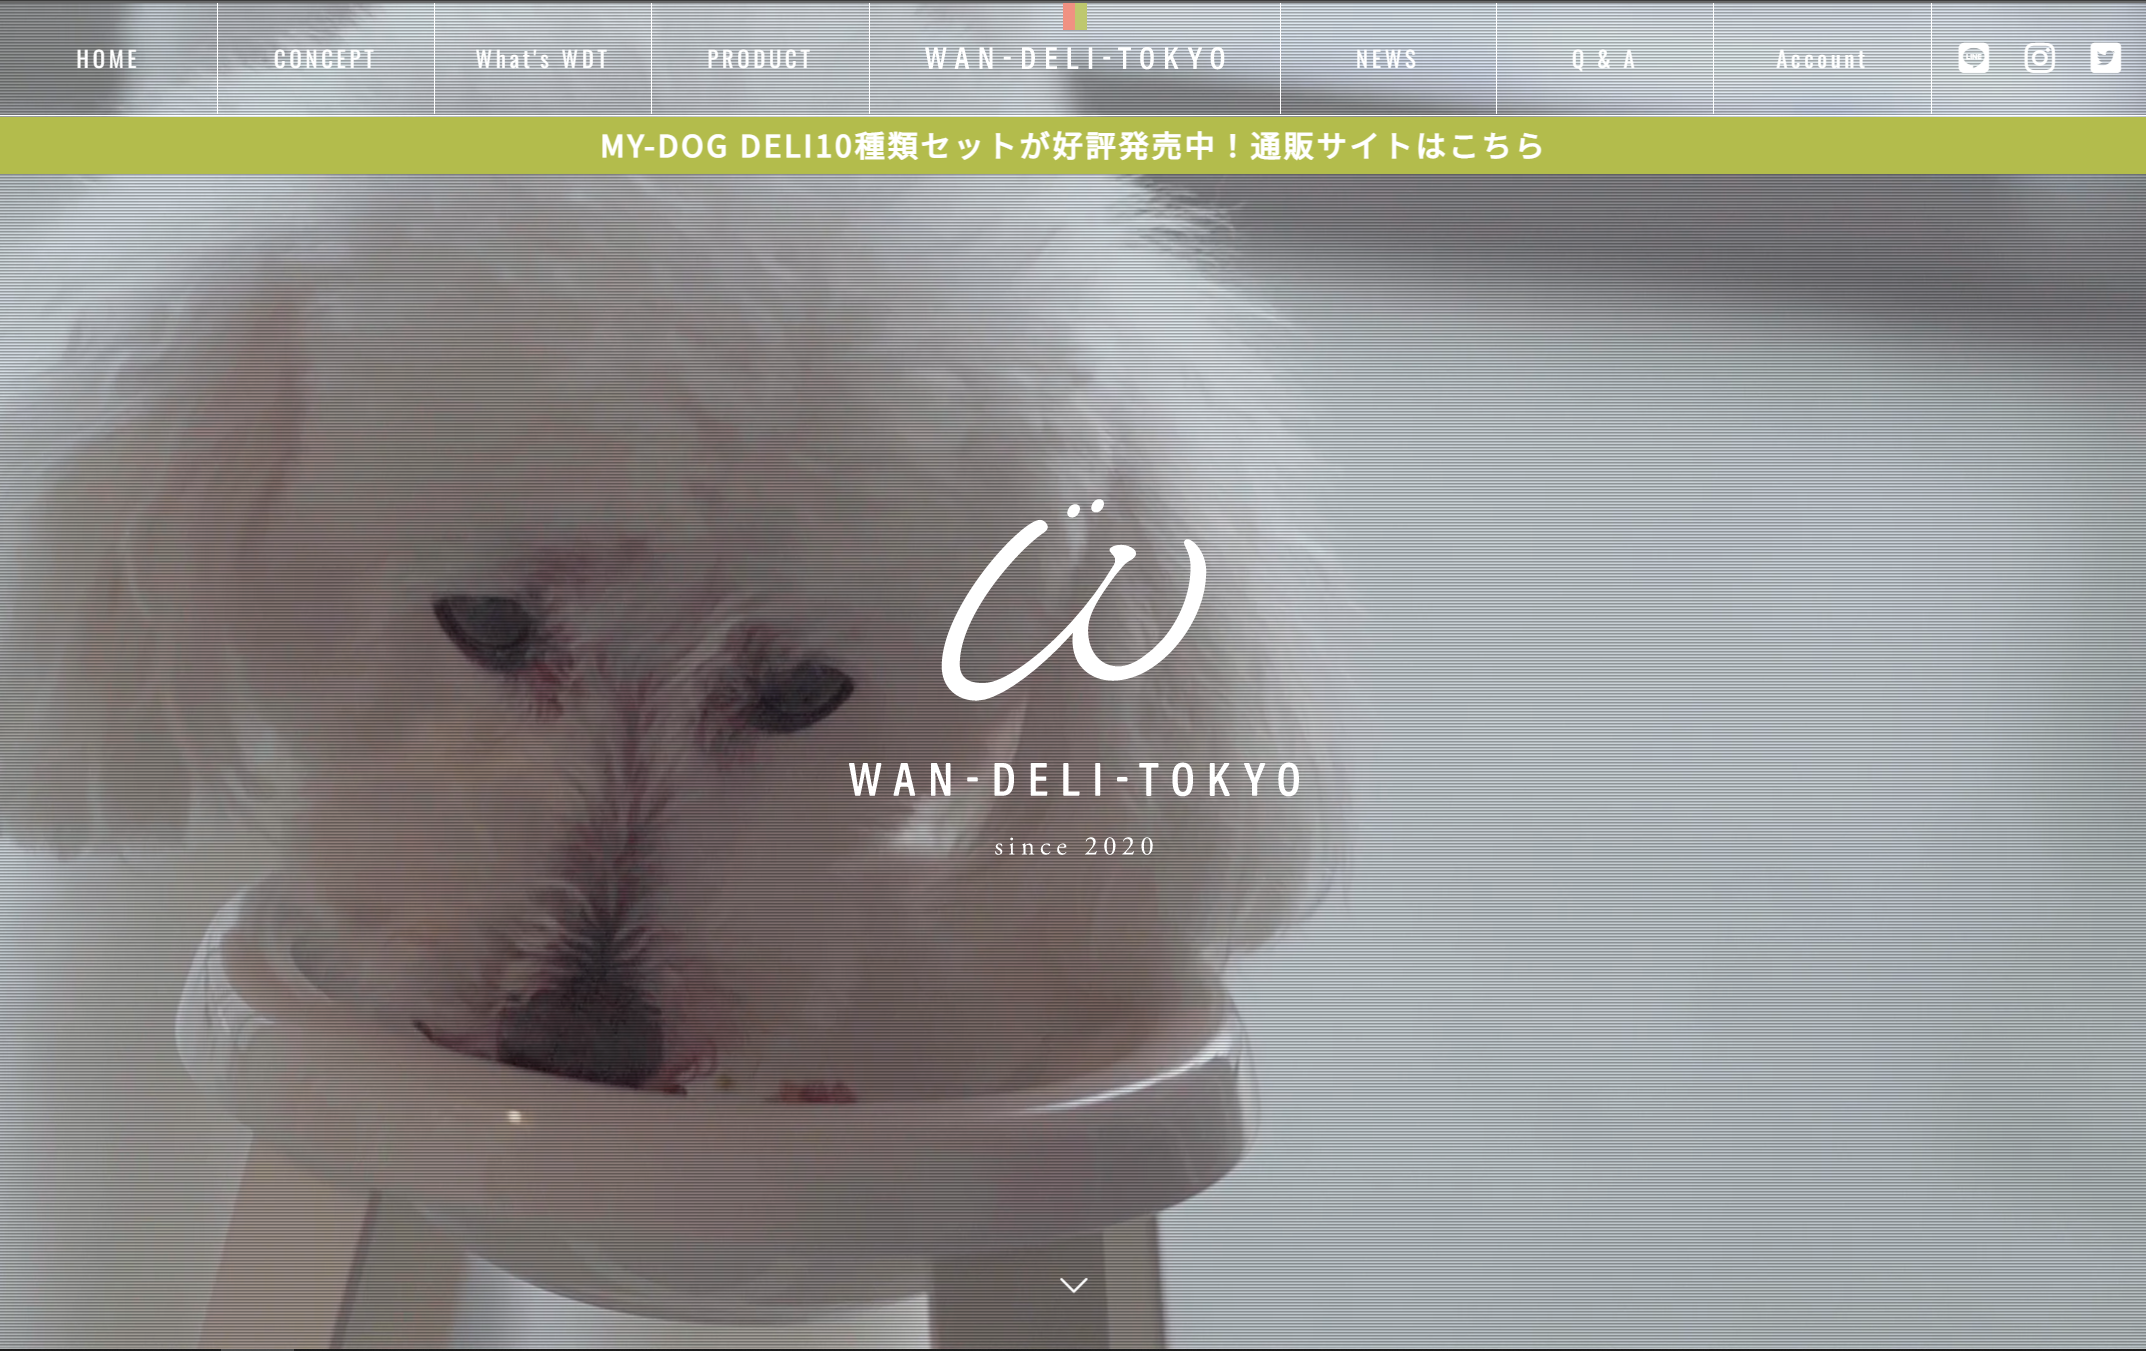 HOME
CONCEPT
What's WDT
PRODUCT
WAN-DELI-TOKYO
NEWS
Q & A
Account
MY-DOG DELI10種類セットが好評発売中！通販サイトはこちら
WAN-DELI-TOKYO
since 2020